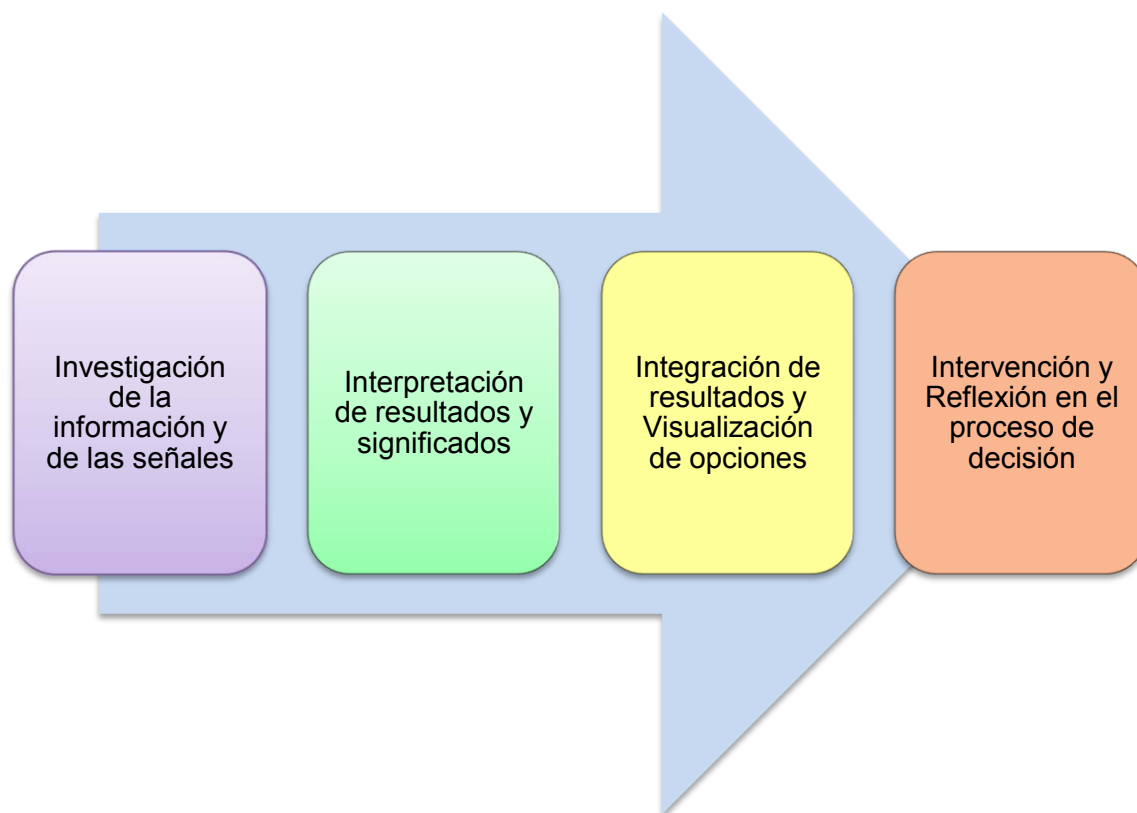 Investigación
de la
información y
de las señales
Interpretación
de resultados y
significados
Integración de
resultados y
Visualización
de opciones
Intervención y
Reflexión en el
proceso de
decisión